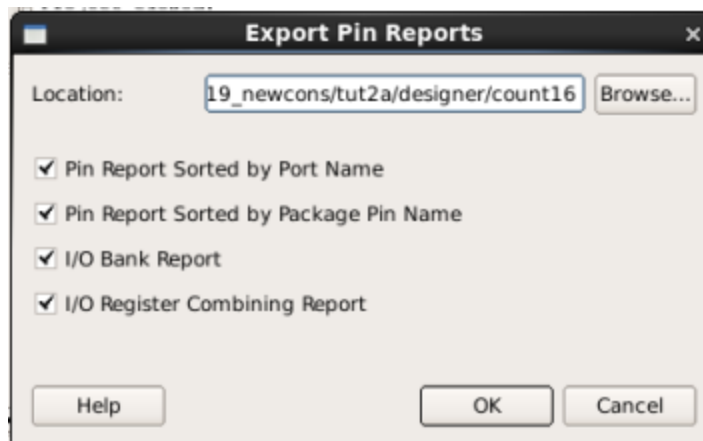 Export Pin Reports
Location: 19_newcons/tut2a/designer/count16 Browse...
Pin Report Sorted by Port Name
Pin Report Sorted by Package Pin Name
I/O Bank Report
I/O Register Combining Report
Help OK Cancel